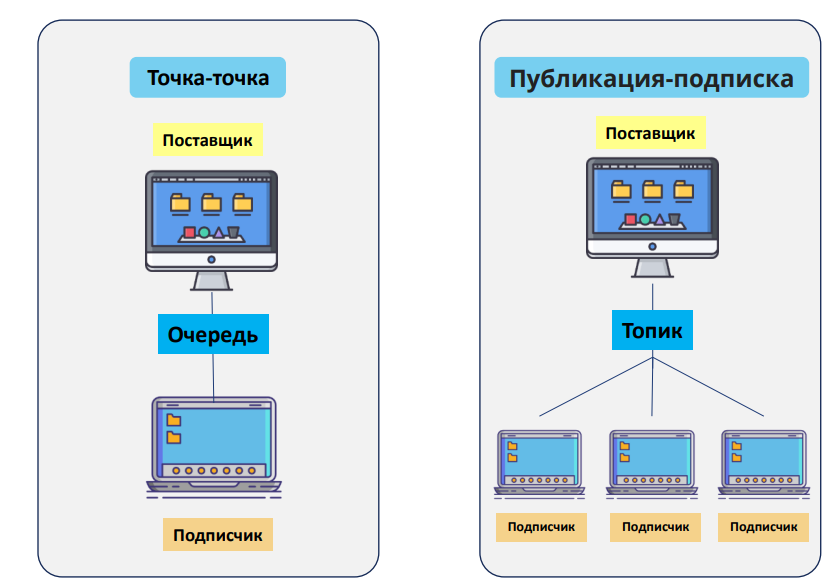 Точка-точка
Поставщик
Очередь
Подписчик
Публикация-подписка
Поставщик
Топик
Подписчик
Подписчик
Подписчик